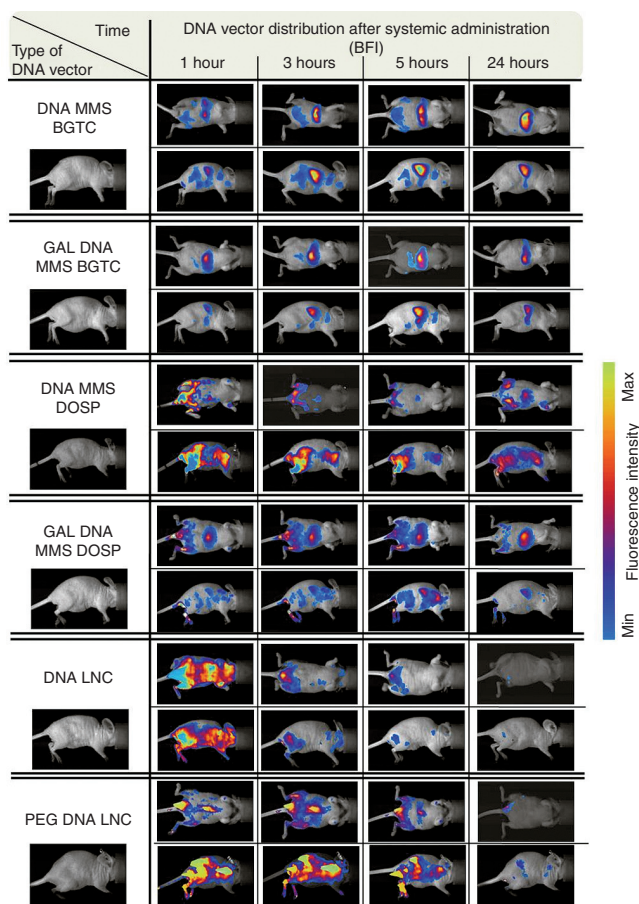 Time
Type of
DNA vector
DNA vector distribution after systemic administration
(BFI)
1 hour 3 hours 5 hours 24 hours
DNA MMS
BGTC
GAL DNA
MMS BGTC
DNA MMS
DOSP
GAL DNA
MMS DOSP
DNA LNC
PEG DNA LNC
Min Fluorescence intensity Max